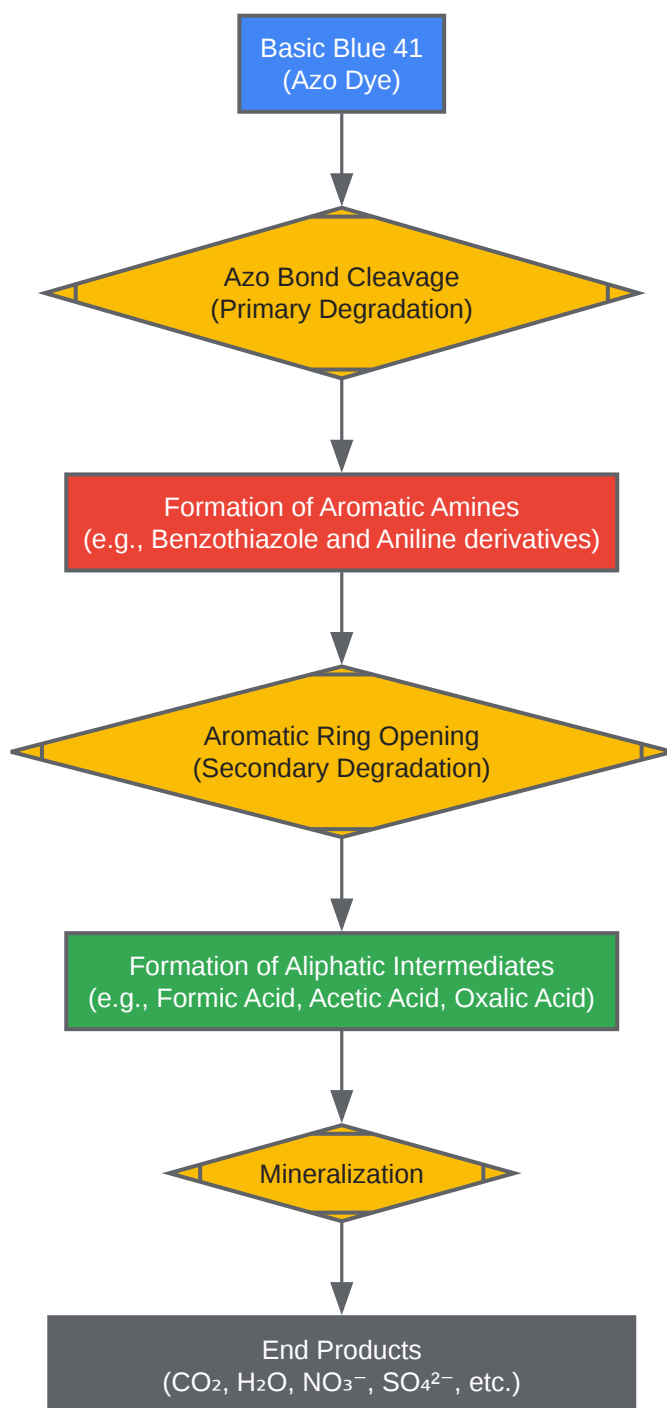 Basic Blue 41
(Azo Dye)
Azo Bond Cleavage
(Primary Degradation)
Formation of Aromatic Amines
(e.g., Benzothiazole and Aniline derivatives)
Aromatic Ring Opening
(Secondary Degradation)
Formation of Aliphatic Intermediates
(e.g., Formic Acid, Acetic Acid, Oxalic Acid)
Mineralization
End Products
(CO₂, H₂O, NO₃⁻, SO₄²⁻, etc.)